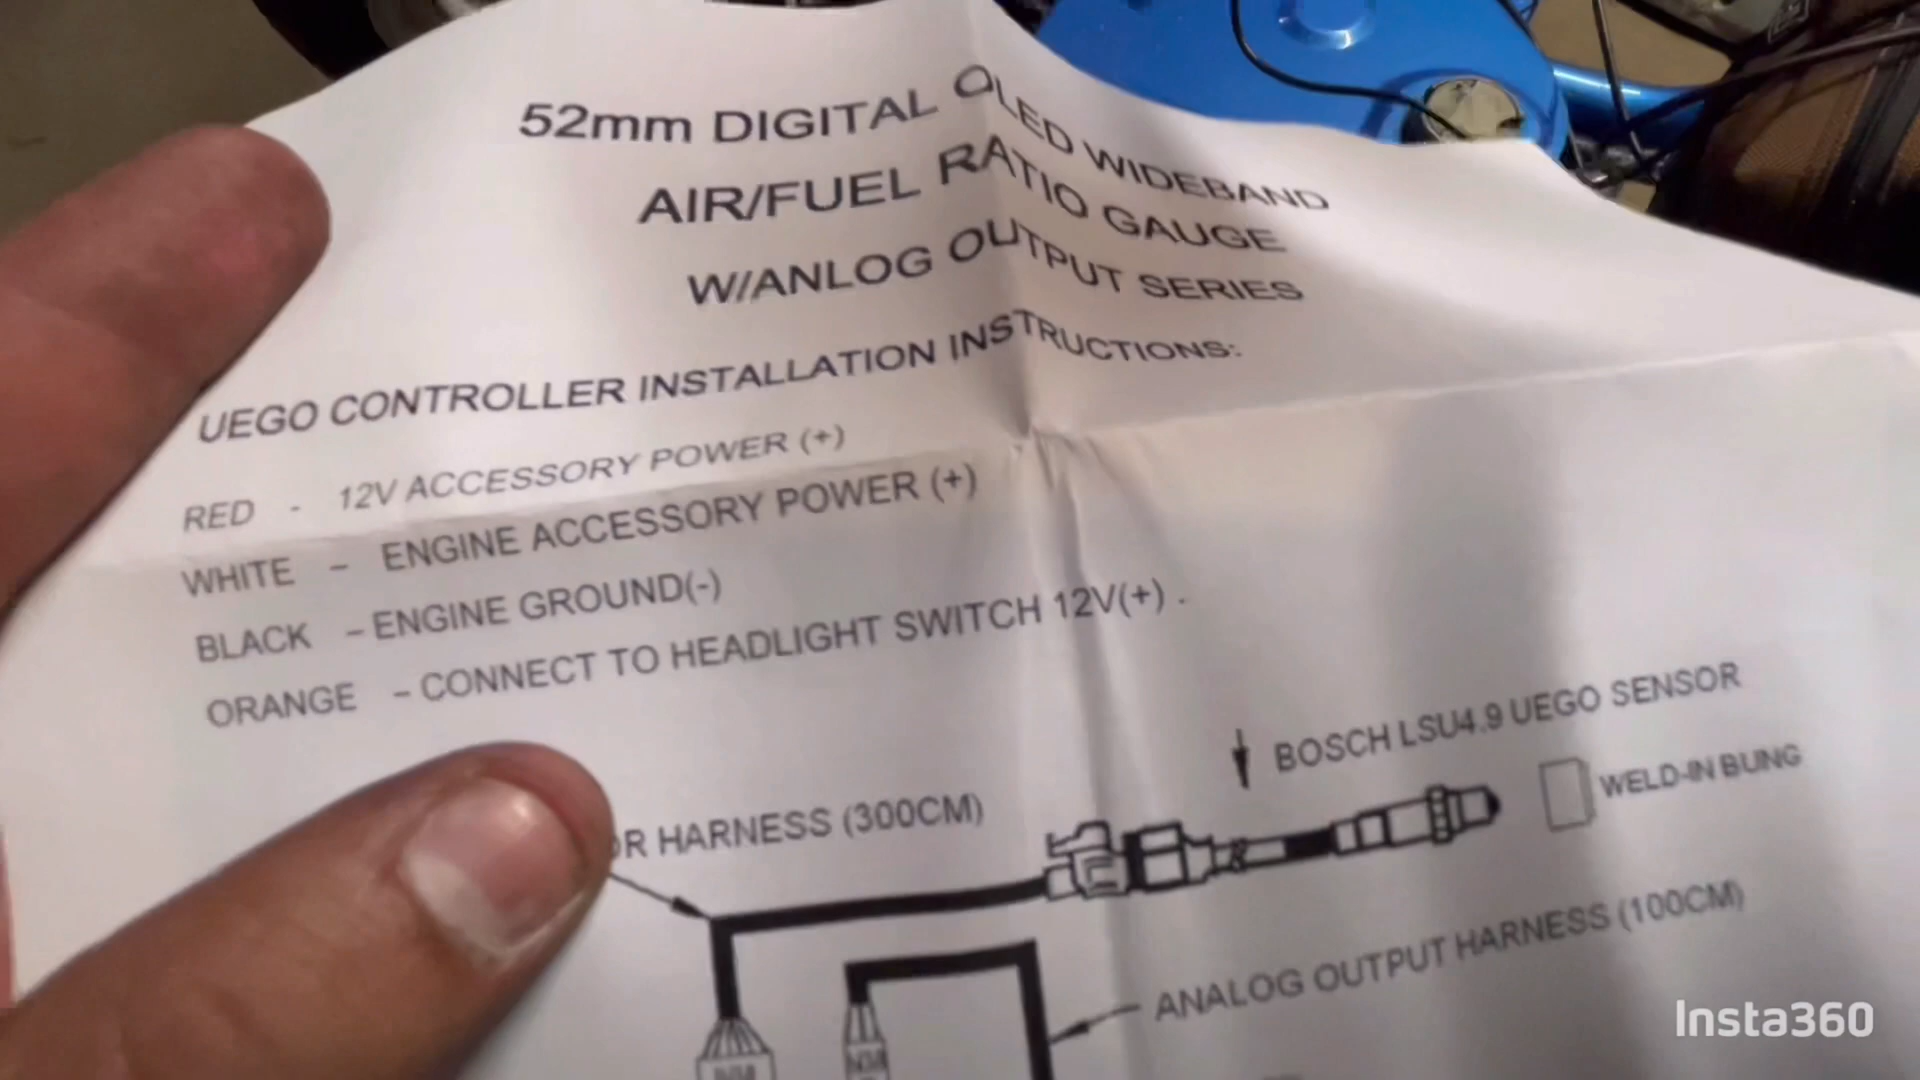 52mm DIGITAL OLED WIDEBAND
AIR/FUEL RATIO GAUGE
W/ANLOG OUTPUT SERIES
UEGO CONTROLLER INSTALLATION INSTRUCTIONS:
RED - 12V ACCESSORY POWER (+)
WHITE – ENGINE ACCESSORY POWER (+)
BLACK – ENGINE GROUND(-)
ORANGE – CONNECT TO HEADLIGHT SWITCH 12V(+) .
BOSCH LSU4.9 UEGO SENSOR
WELD-IN BUNG
HARNESS (300CM)
ANALOG OUTPUT HARNESS (100CM)
Insta360